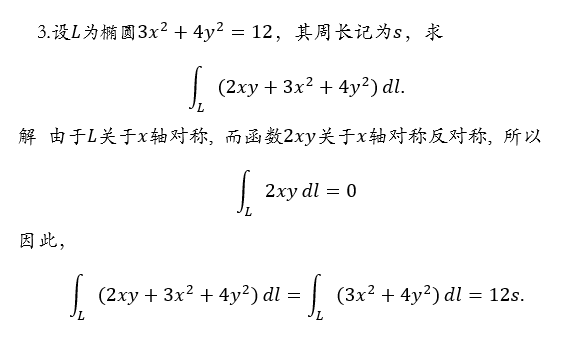 3.设L为椭圆3x² + 4y² = 12，其周长记为s，求
∫_L (2xy + 3x² + 4y²) dl.
解 由于L关于x轴对称, 而函数2xy关于x轴对称反对称, 所以
∫_L 2xy dl = 0
因此，
∫_L (2xy + 3x² + 4y²) dl = ∫_L (3x² + 4y²) dl = 12s.